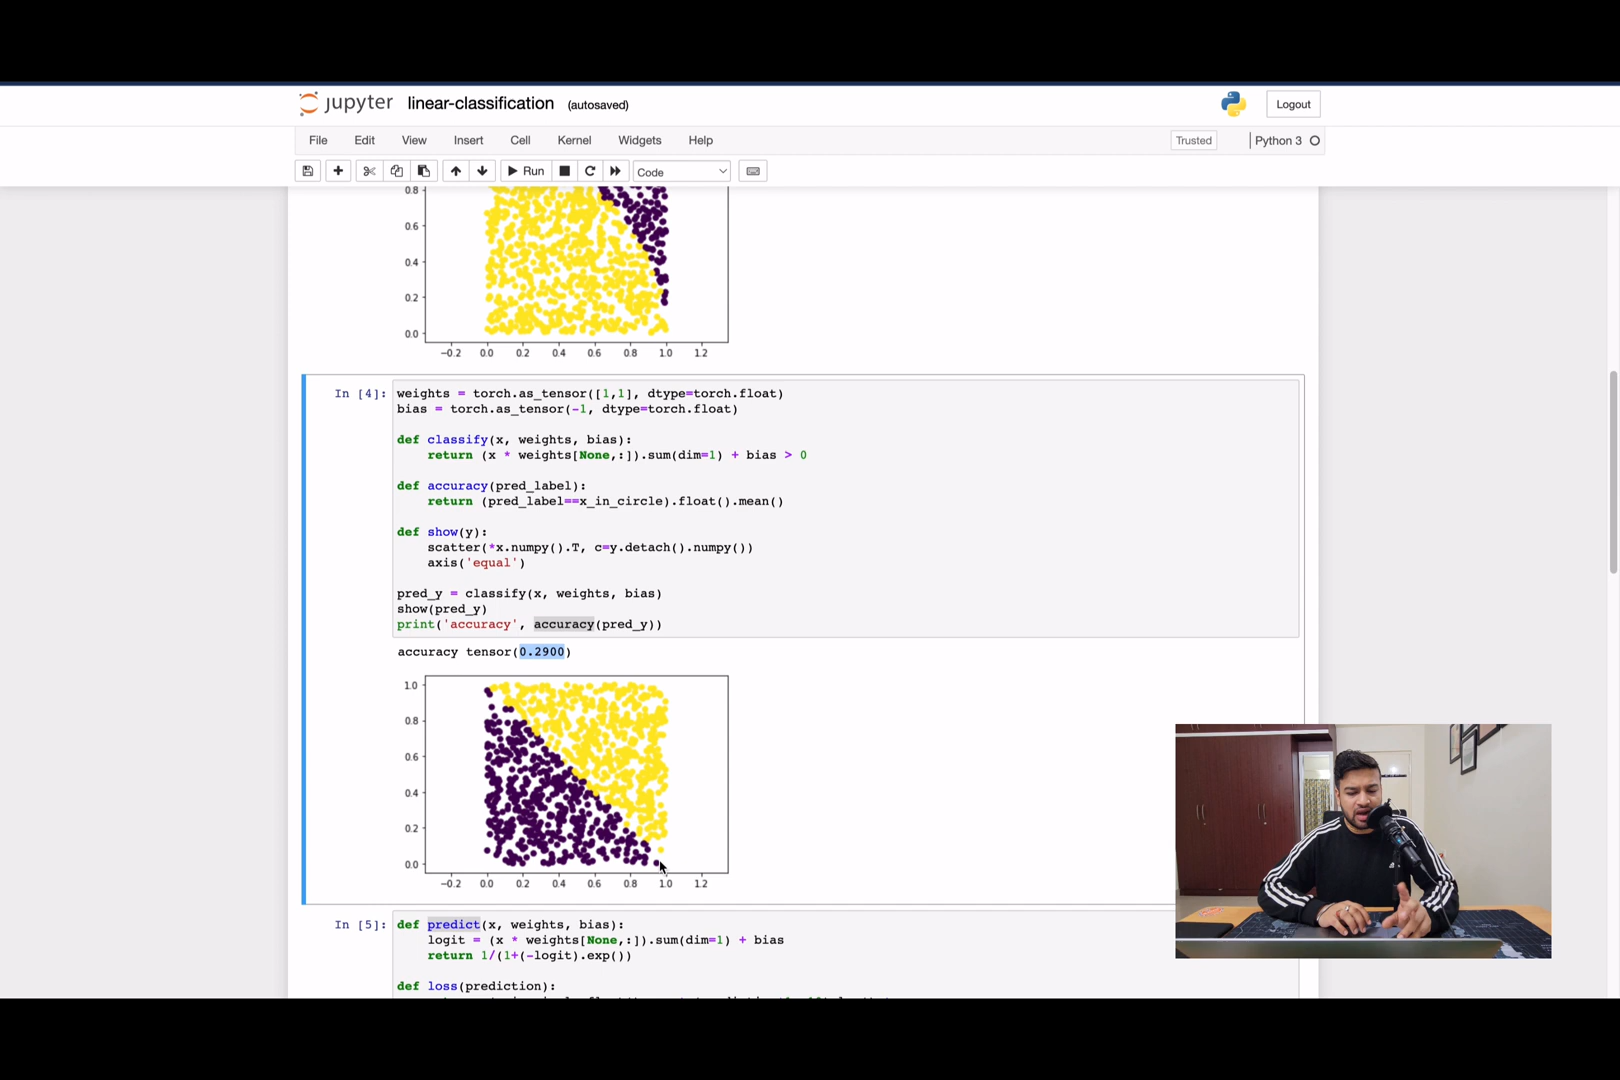 jupyter linear-classification (autosaved)
Logout
File Edit View Insert Cell Kernel Widgets Help
Trusted
Python 3
Run
Code
0.8
0.6
0.4
0.2
0.0
−0.2 0.0 0.2 0.4 0.6 0.8 1.0 1.2
In [4]:
weights = torch.as_tensor([1,1], dtype=torch.float)
bias = torch.as_tensor(-1, dtype=torch.float)
def classify(x, weights, bias):
return (x * weights[None,:]).sum(dim=1) + bias > 0
def accuracy(pred_label):
return (pred_label==x_in_circle).float().mean()
def show(y):
scatter(*x.numpy().T, c=y.detach().numpy())
axis('equal')
pred_y = classify(x, weights, bias)
show(pred_y)
print('accuracy', accuracy(pred_y))
accuracy tensor(0.2900)
1.0
0.8
0.6
0.4
0.2
0.0
−0.2 0.0 0.2 0.4 0.6 0.8 1.0 1.2
In [5]:
def predict(x, weights, bias):
logit = (x * weights[None,:]).sum(dim=1) + bias
return 1/(1+(-logit).exp())
def loss(prediction):